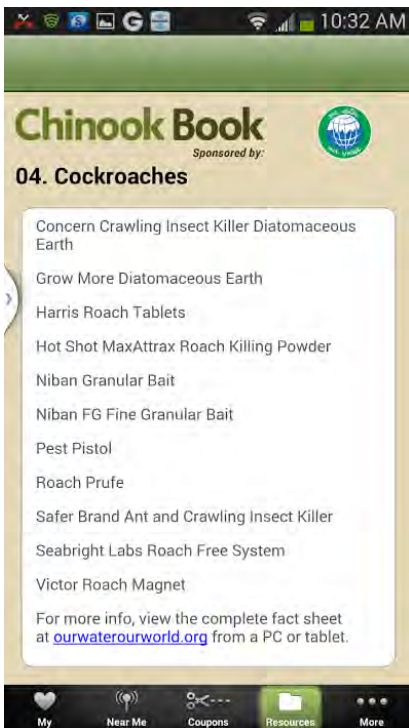 10:32 AM
Chinook Book
Sponsored by:
04. Cockroaches
Concern Crawling Insect Killer Diatomaceous
Earth
Grow More Diatomaceous Earth
Harris Roach Tablets
Hot Shot MaxAttrax Roach Killing Powder
Niban Granular Bait
Niban FG Fine Granular Bait
Pest Pistol
Roach Prufe
Safer Brand Ant and Crawling Insect Killer
Seabright Labs Roach Free System
Victor Roach Magnet
For more info, view the complete fact sheet
at ourwaterourworld.org from a PC or tablet.
My Near Me Coupons Resources More